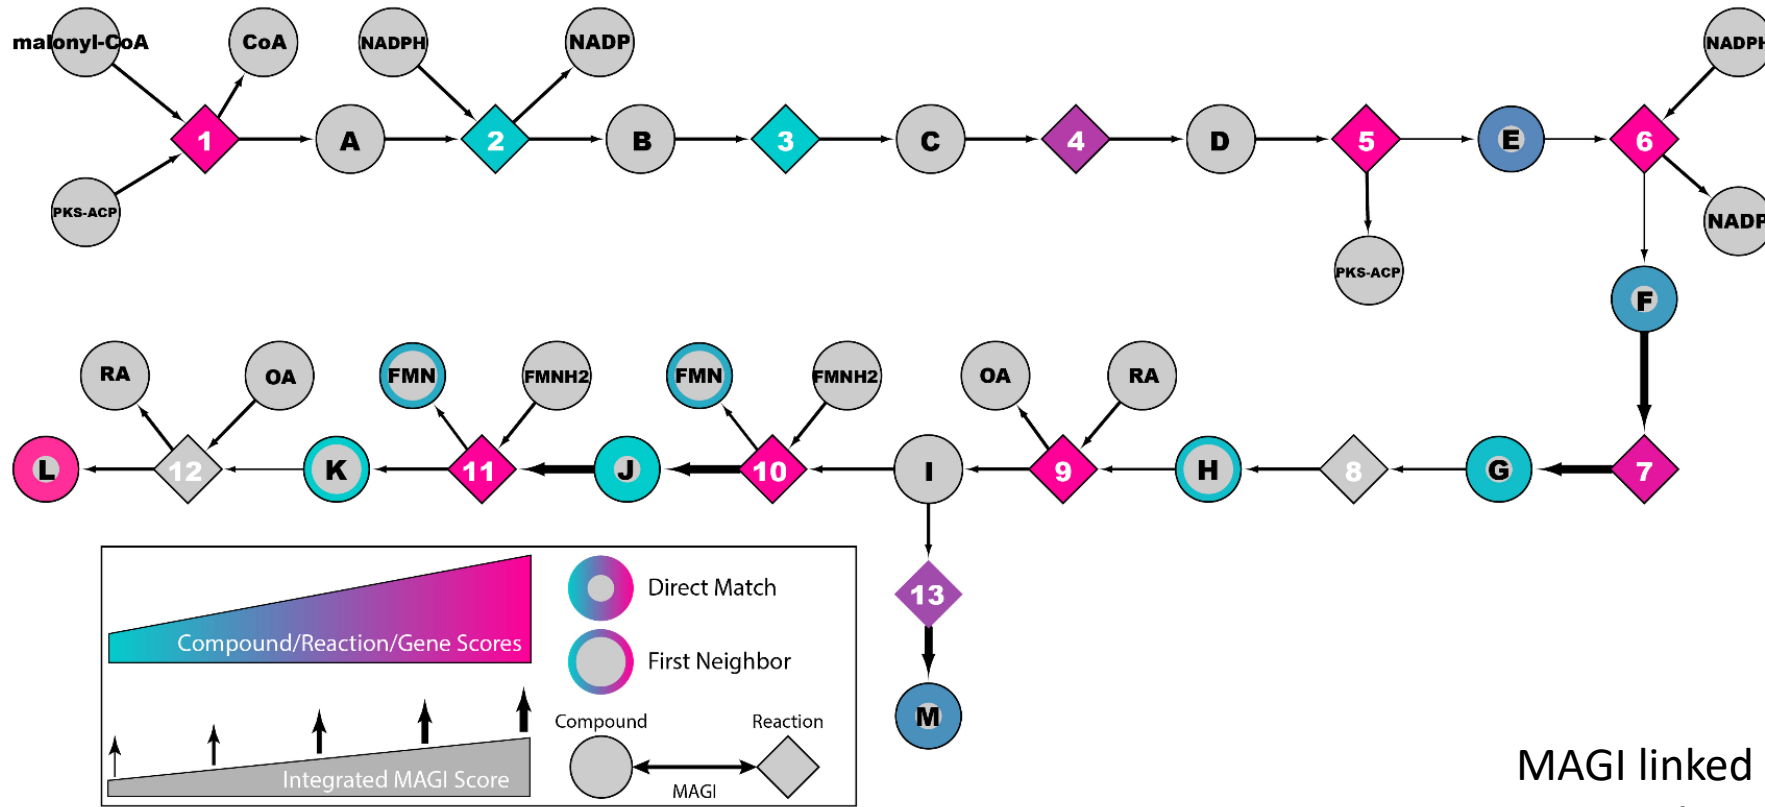 malonyl-CoA
CoA
NADPH
NADP
NADPH
1
A
2
B
3
C
4
D
5
E
6
PKS-ACP
NADP
PKS-ACP
F
RA
OA
FMN
FMNH2
FMN
FMNH2
OA
RA
L
12
K
11
J
10
I
9
H
8
G
7
13
M
Compound/Reaction/Gene Scores
Integrated MAGI Score
Direct Match
First Neighbor
Compound
Reaction
MAGI
MAGI linked